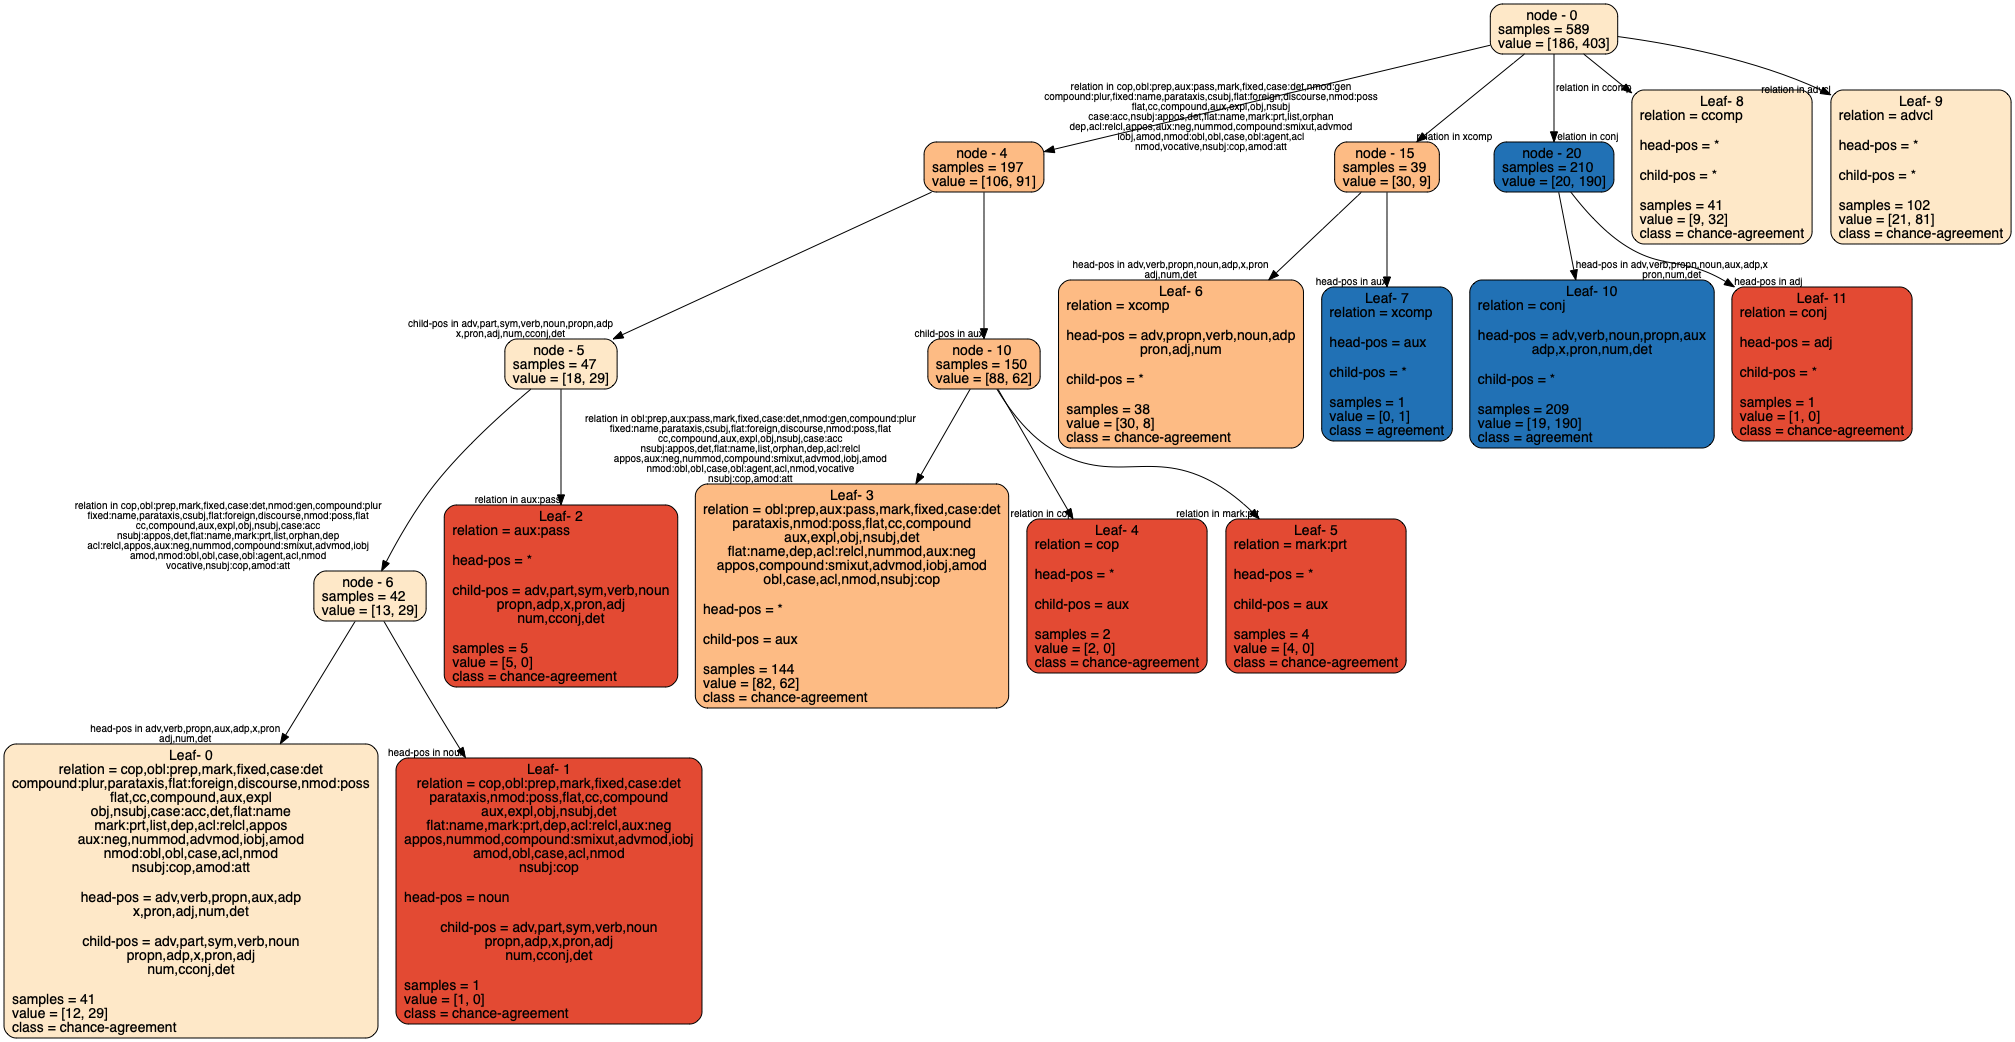 node - 0
samples = 589
value = [186, 403]
relation in cop,obl:prep,aux:pass,mark,fixed,case:det,nmod:gen
compound:plur,fixed:name,parataxis,csubj,flat:foreign,discourse,nmod:poss
flat,cc,compound,aux,expl,obj,nsubj
case:acc,nsubj:appos,det,flat:name,mark:prt,list,orphan
dep,acl:relcl,appos,aux:neg,nummod,compound:smixut,advmod
iobj,amod,nmod:obl,obl,case,obl:agent,acl
nmod,vocative,nsubj:cop,amod:att
relation in xcomp
relation in conj
relation in ccomp
relation in advcl
node - 4
samples = 197
value = [106, 91]
node - 15
samples = 39
value = [30, 9]
node - 20
samples = 210
value = [20, 190]
Leaf- 8
relation = ccomp
head-pos = *
child-pos = *
samples = 41
value = [9, 32]
class = chance-agreement
Leaf- 9
relation = advcl
head-pos = *
child-pos = *
samples = 102
value = [21, 81]
class = chance-agreement
child-pos in adv,part,sym,verb,noun,propn,adp
x,pron,adj,num,cconj,det
child-pos in aux
head-pos in adv,verb,propn,noun,adp,x,pron
adj,num,det
head-pos in aux
head-pos in adv,verb,propn,noun,aux,adp,x
pron,num,det
head-pos in adj
node - 5
samples = 47
value = [18, 29]
node - 10
samples = 150
value = [88, 62]
Leaf- 6
relation = xcomp
head-pos = adv,propn,verb,noun,adp
pron,adj,num
child-pos = *
samples = 38
value = [30, 8]
class = chance-agreement
Leaf- 7
relation = xcomp
head-pos = aux
child-pos = *
samples = 1
value = [0, 1]
class = agreement
Leaf- 10
relation = conj
head-pos = adv,verb,noun,propn,aux
adp,x,pron,num,det
child-pos = *
samples = 209
value = [19, 190]
class = agreement
Leaf- 11
relation = conj
head-pos = adj
child-pos = *
samples = 1
value = [1, 0]
class = chance-agreement
relation in cop,obl:prep,mark,fixed,case:det,nmod:gen,compound:plur
fixed:name,parataxis,csubj,flat:foreign,discourse,nmod:poss,flat
cc,compound,aux,expl,obj,nsubj,case:acc
nsubj:appos,det,flat:name,mark:prt,list,orphan,dep
acl:relcl,appos,aux:neg,nummod,compound:smixut,advmod,iobj
amod,nmod:obl,obl,case,obl:agent,acl,nmod
vocative,nsubj:cop,amod:att
relation in aux:pass
relation in obl:prep,aux:pass,mark,fixed,case:det,nmod:gen,compound:plur
fixed:name,parataxis,csubj,flat:foreign,discourse,nmod:poss,flat
cc,compound,aux,expl,obj,nsubj,case:acc
nsubj:appos,det,flat:name,list,orphan,dep,acl:relcl
appos,aux:neg,nummod,compound:smixut,advmod,iobj,amod
nmod:obl,obl,case,obl:agent,acl,nmod,vocative
nsubj:cop,amod:att
relation in cop
relation in mark:prt
node - 6
samples = 42
value = [13, 29]
Leaf- 2
relation = aux:pass
head-pos = *
child-pos = adv,part,sym,verb,noun
propn,adp,x,pron,adj
num,cconj,det
samples = 5
value = [5, 0]
class = chance-agreement
Leaf- 3
relation = obl:prep,aux:pass,mark,fixed,case:det
parataxis,nmod:poss,flat,cc,compound
aux,expl,obj,nsubj,det
flat:name,dep,acl:relcl,nummod,aux:neg
appos,compound:smixut,advmod,iobj,amod
obl,case,acl,nmod,nsubj:cop
head-pos = *
child-pos = aux
samples = 144
value = [82, 62]
class = chance-agreement
Leaf- 4
relation = cop
head-pos = *
child-pos = aux
samples = 2
value = [2, 0]
class = chance-agreement
Leaf- 5
relation = mark:prt
head-pos = *
child-pos = aux
samples = 4
value = [4, 0]
class = chance-agreement
head-pos in adv,verb,propn,aux,adp,x,pron
adj,num,det
head-pos in noun
Leaf- 0
relation = cop,obl:prep,mark,fixed,case:det
compound:plur,parataxis,flat:foreign,discourse,nmod:poss
flat,cc,compound,aux,expl
obj,nsubj,case:acc,det,flat:name
mark:prt,list,dep,acl:relcl,appos
aux:neg,nummod,advmod,iobj,amod
nmod:obl,obl,case,acl,nmod
nsubj:cop,amod:att
head-pos = adv,verb,propn,aux,adp
x,pron,adj,num,det
child-pos = adv,part,sym,verb,noun
propn,adp,x,pron,adj
num,cconj,det
samples = 41
value = [12, 29]
class = chance-agreement
Leaf- 1
relation = cop,obl:prep,mark,fixed,case:det
parataxis,nmod:poss,flat,cc,compound
aux,expl,obj,nsubj,det
flat:name,mark:prt,dep,acl:relcl,aux:neg
appos,nummod,compound:smixut,advmod,iobj
amod,obl,case,acl,nmod
nsubj:cop
head-pos = noun
child-pos = adv,part,sym,verb,noun
propn,adp,x,pron,adj
num,cconj,det
samples = 1
value = [1, 0]
class = chance-agreement